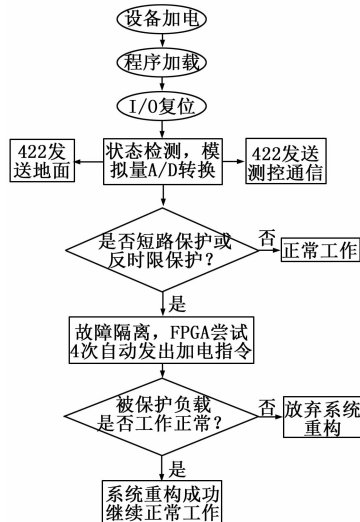 设备加电
程序加载
I/O复位
422发
送地面
状态检测，模
拟量A/D转换
422发送
测控通信
是否短路保护或
反时限保护？
否
正常工作
是
故障隔离，FPGA尝试
4次自动发出加电指令
被保护负载
是否工作正常？
否
放弃系统
重构
是
系统重构成功
继续正常工作